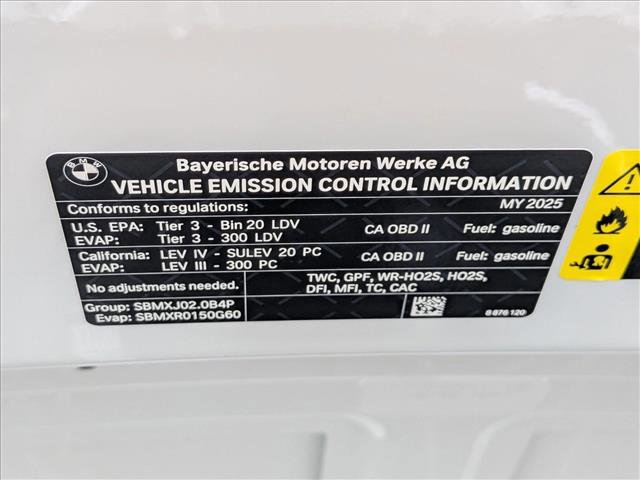 BMW
Bayerische Motoren Werke AG
VEHICLE EMISSION CONTROL INFORMATION
Conforms to regulations: MY 2025
U.S. EPA: Tier 3 - Bin 20 LDV CA OBD II Fuel: gasoline
EVAP: Tier 3 - 300 LDV
California: LEV IV - SULEV 20 PC CA OBD II Fuel: gasoline
EVAP: LEV III - 300 PC
No adjustments needed. TWC, GPF, WR-HO2S, HO2S,
DFI, MFI, TC, CAC
Group: SBMXJ02.0B4P
Evap: SBMXR0150G60
8 876 120